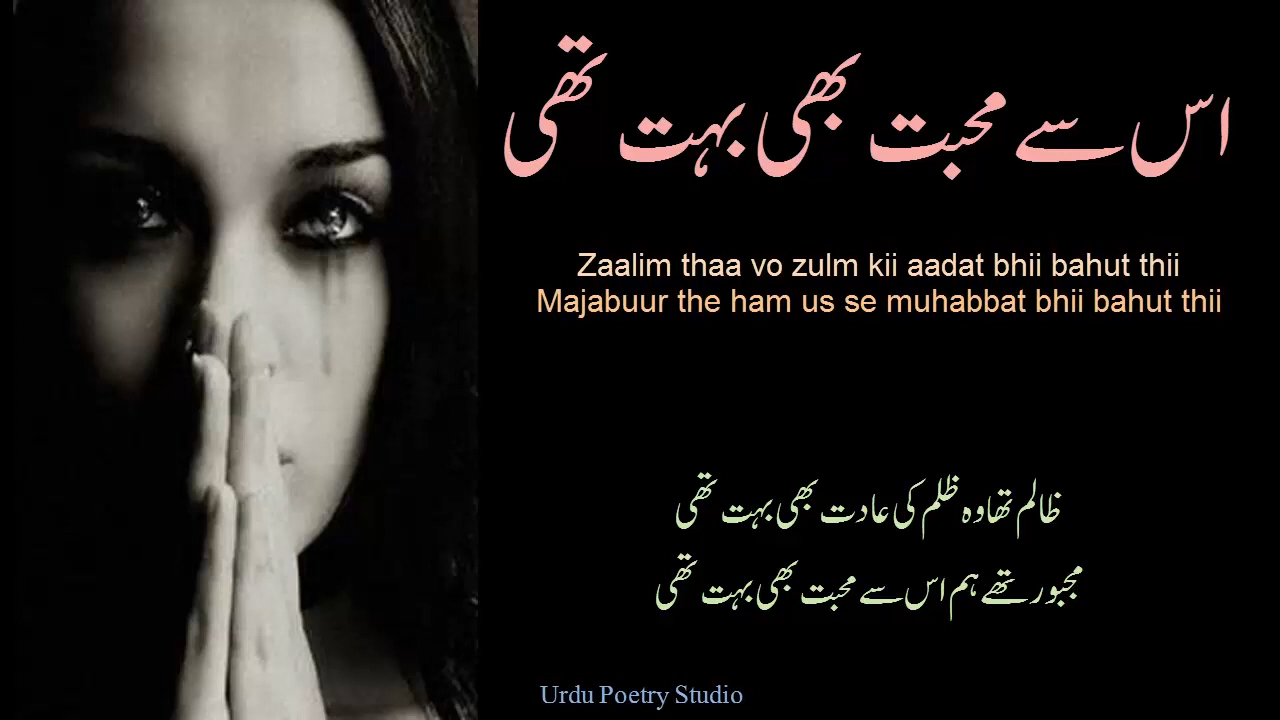 اس سے محبت بھی بہت تھی
Zaalim thaa vo zulm kii aadat bhii bahut thii
Majabuur the ham us se muhabbat bhii bahut thii
ظالم تھا وہ ظلم کی عادت بھی بہت تھی
مجبور تھے ہم اس سے محبت بھی بہت تھی
Urdu Poetry Studio